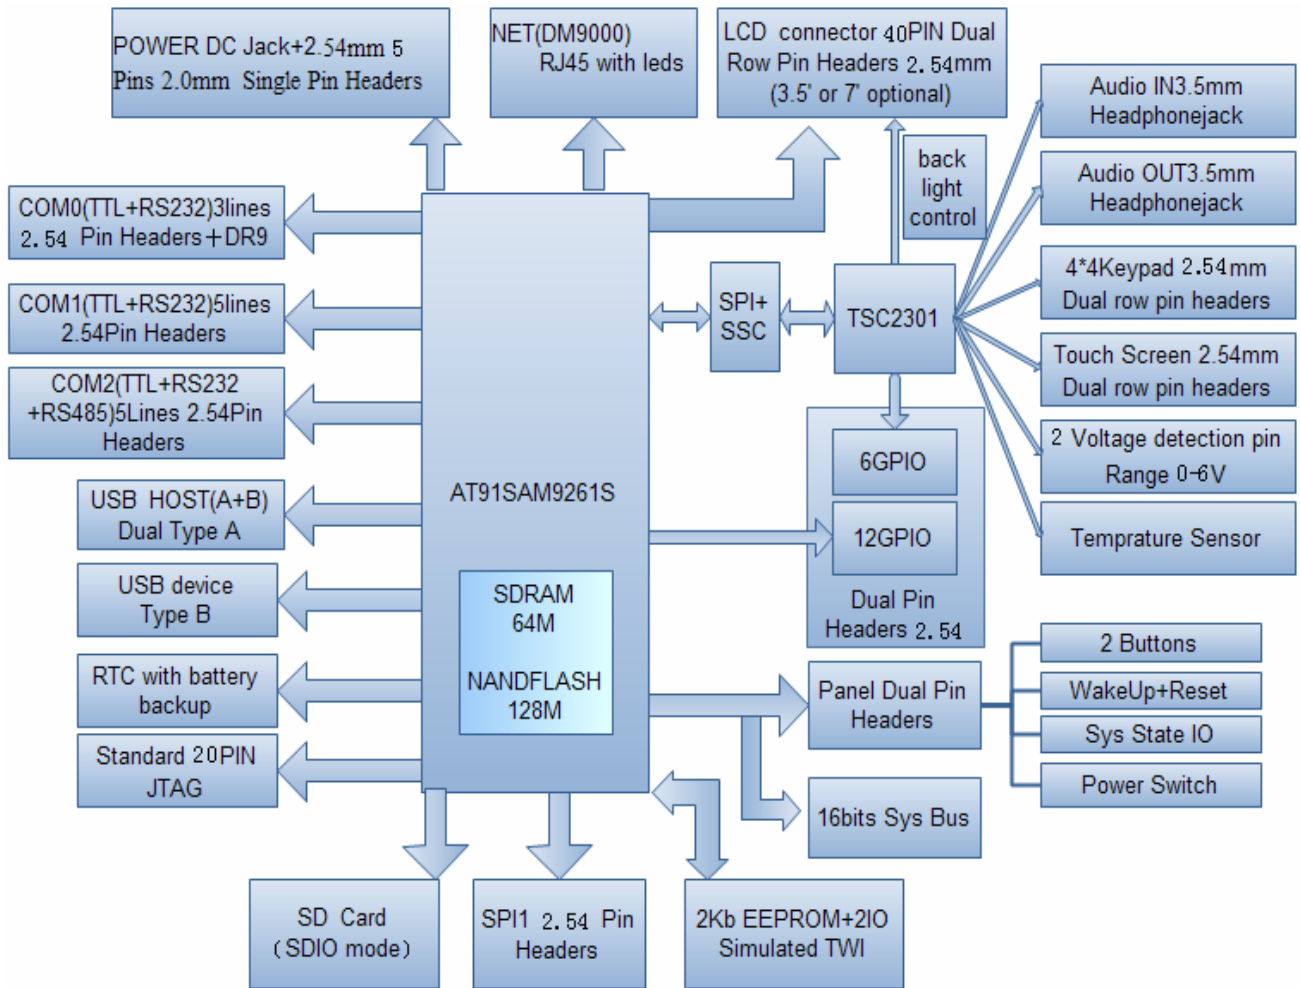 POWER DC Jack+2.54mm 5
Pins 2.0mm Single Pin Headers
NET(DM9000)
RJ45 with leds
LCD connector 40PIN Dual
Row Pin Headers 2.54mm
(3.5' or 7' optional)
Audio IN3.5mm
Headphonejack
back
light
control
Audio OUT3.5mm
Headphonejack
COM0(TTL+RS232)3lines
2.54 Pin Headers+DR9
4*4Keypad 2.54mm
Dual row pin headers
COM1(TTL+RS232)5lines
2.54Pin Headers
SPI+
SSC
TSC2301
Touch Screen 2.54mm
Dual row pin headers
COM2(TTL+RS232
+RS485)5Lines 2.54Pin
Headers
2 Voltage detection pin
Range 0-6V
6GPIO
AT91SAM9261S
USB HOST(A+B)
Dual Type A
12GPIO
Temprature Sensor
Dual Pin
Headers 2.54
USB device
Type B
SDRAM
64M
NANDFLASH
128M
RTC with battery
backup
Panel Dual Pin
Headers
2 Buttons
WakeUp+Reset
Sys State IO
Power Switch
Standard 20PIN
JTAG
16bits Sys Bus
SD Card
(SDIO mode)
SPI1 2.54 Pin
Headers
2Kb EEPROM+2IO
Simulated TWI